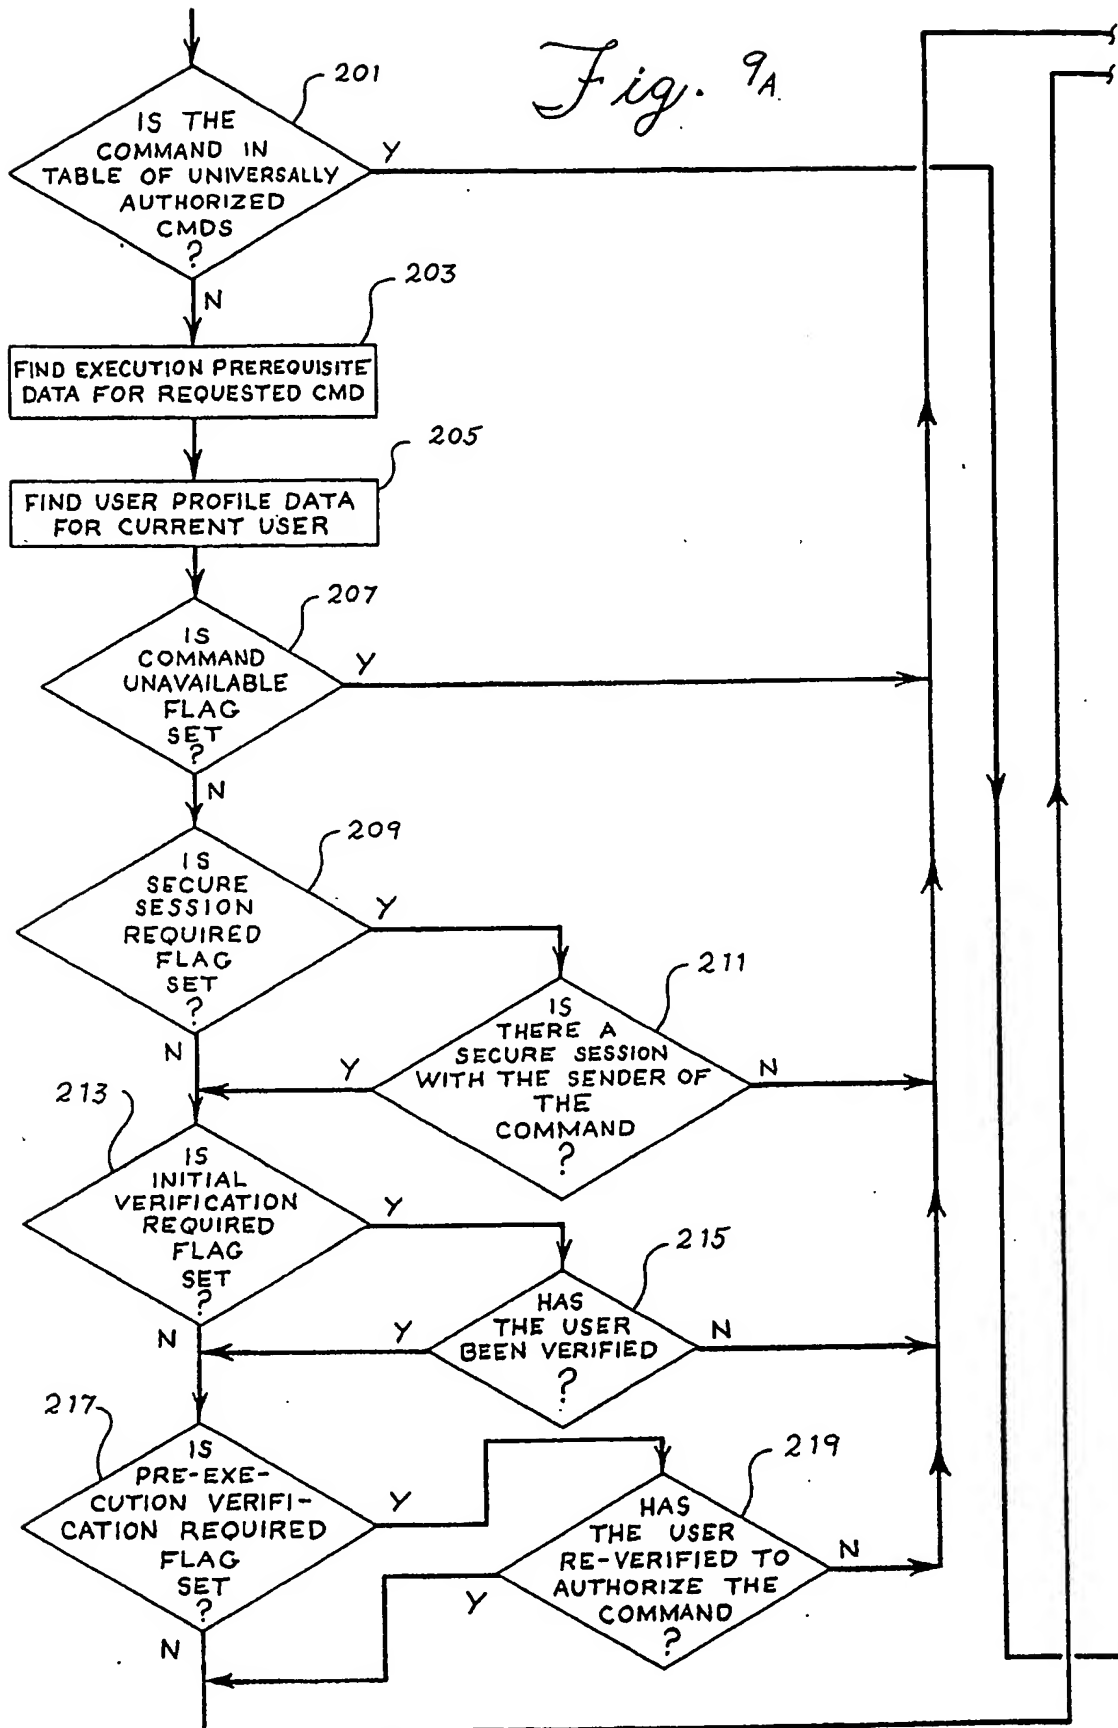 Fig. 9A.
201
IS THE
COMMAND IN
TABLE OF UNIVERSALLY
AUTHORIZED
CMDS
?
Y
N
203
FIND EXECUTION PREREQUISITE
DATA FOR REQUESTED CMD
205
FIND USER PROFILE DATA
FOR CURRENT USER
207
IS
COMMAND
UNAVAILABLE
FLAG
SET
?
Y
N
209
IS
SECURE
SESSION
REQUIRED
FLAG
SET
?
Y
N
211
IS
THERE A
SECURE SESSION
WITH THE SENDER OF
THE
COMMAND
?
Y
N
213
IS
INITIAL
VERIFICATION
REQUIRED
FLAG
SET
?
Y
N
215
HAS
THE USER
BEEN VERIFIED
?
Y
N
217
IS
PRE-EXE-
CUTION VERIFI-
CATION REQUIRED
FLAG
SET
?
Y
N
219
HAS
THE USER
RE-VERIFIED TO
AUTHORIZE THE
COMMAND
?
Y
N